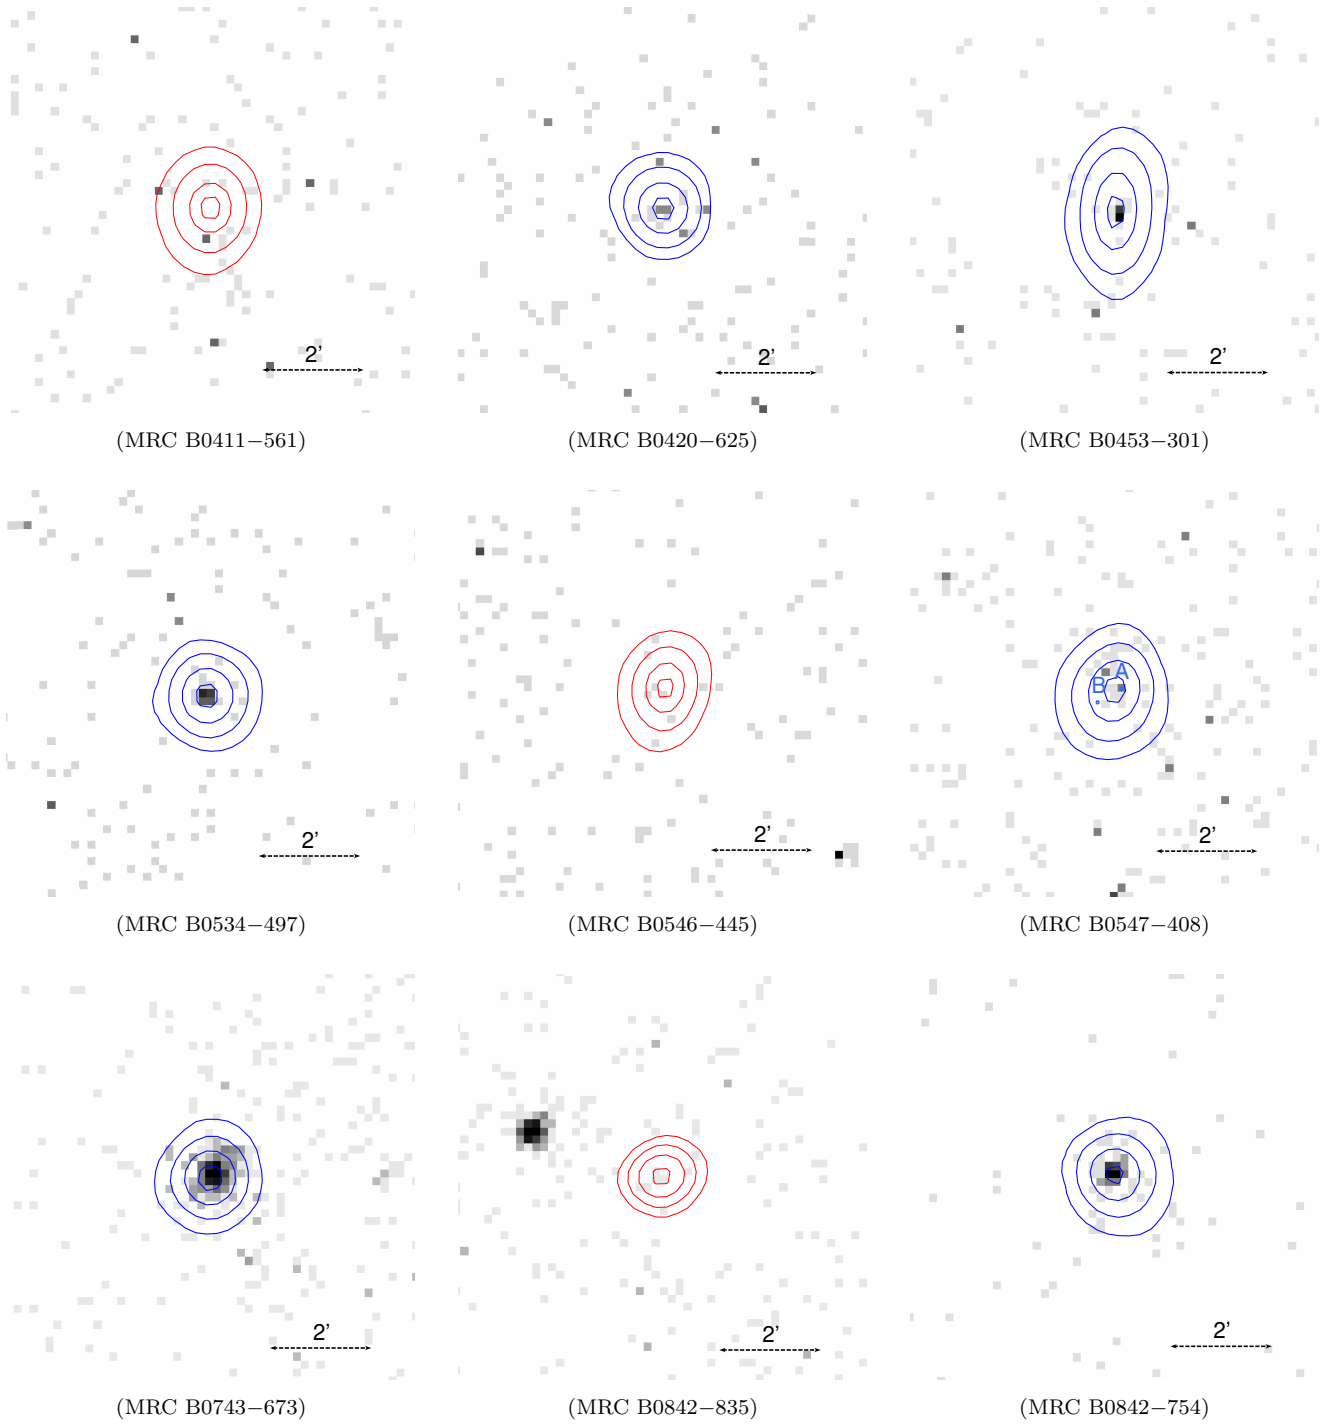 2’
2’
2’
(MRC B0411−561)
(MRC B0420−625)
(MRC B0453−301)
A
B
2’
2’
2’
(MRC B0534−497)
(MRC B0546−445)
(MRC B0547−408)
2’
2’
2’
(MRC B0743−673)
(MRC B0842−835)
(MRC B0842−754)